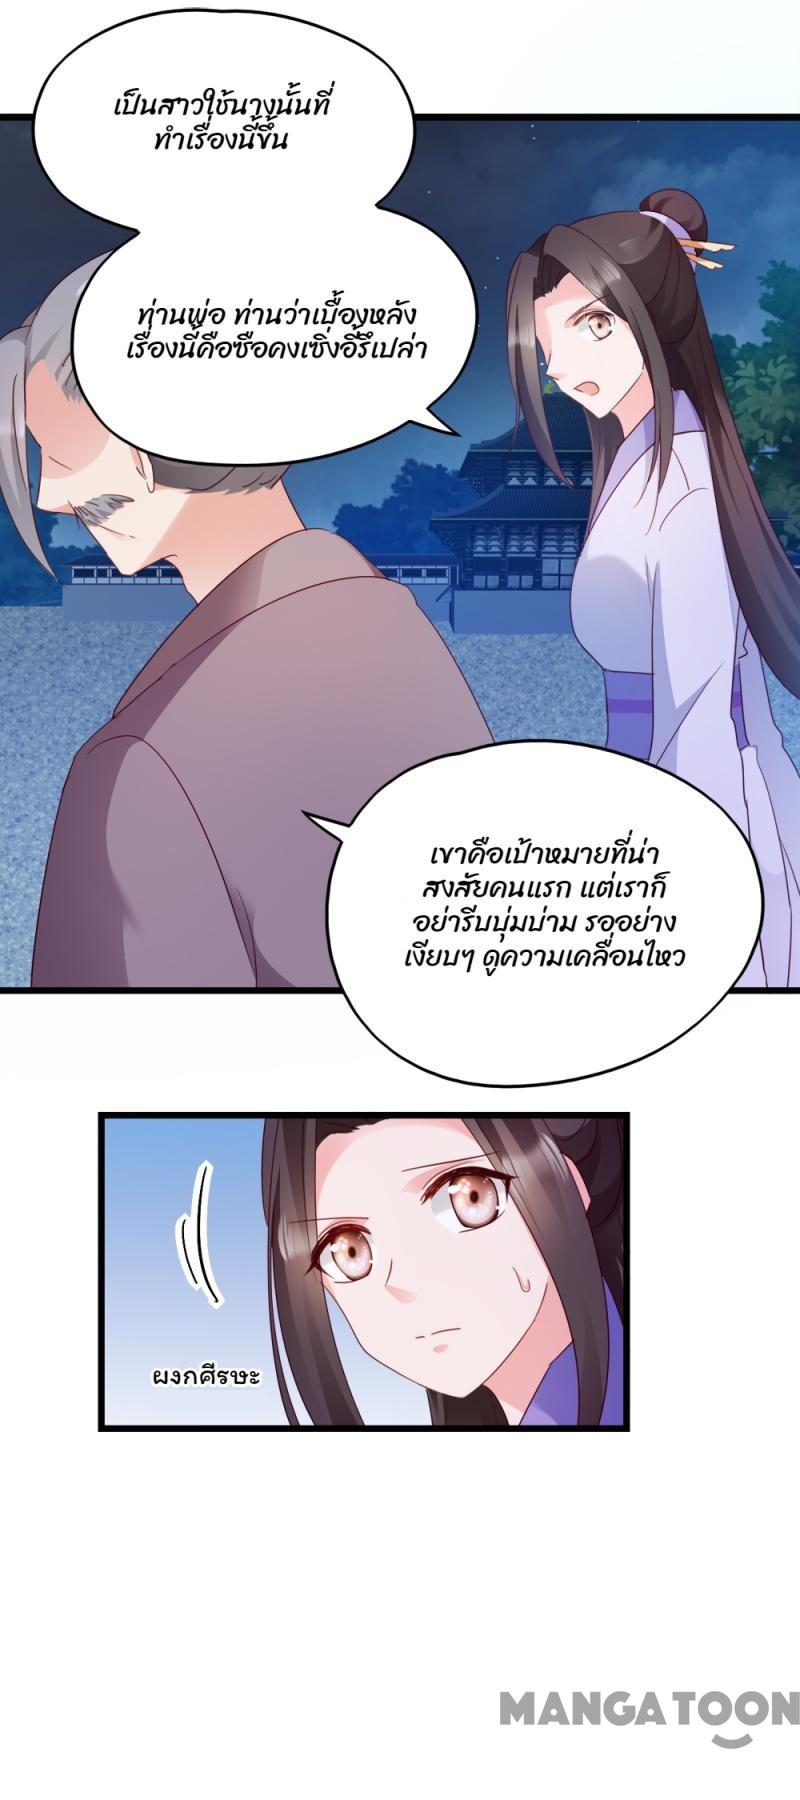 เป็นสาวใช้นางนั้นที่
ทำเรื่องนี้ขึ้น
ท่านพ่อ ท่านว่าเบื้องหลัง
เรื่องนี้คือซือคงเซิ่งอี้รึเปล่า
เขาคือเป้าหมายที่น่า
สงสัยคนแรก แต่เราก็
อย่ารีบบุ่มบ่าม รออย่าง
เงียบๆ ดูความเคลื่อนไหว
ผงกศีรษะ
MANGATOON